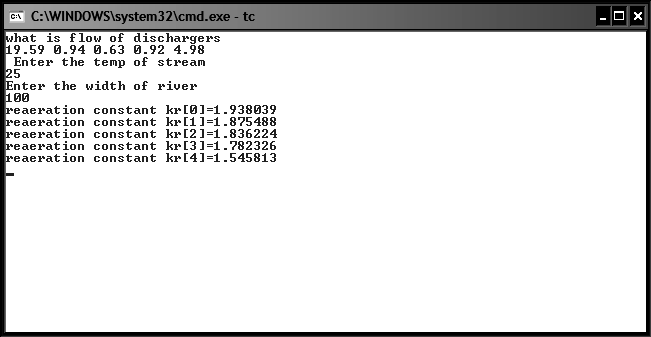 C:\WINDOWS\system32\cmd.exe - tc
what is flow of dischargers
19.59 0.94 0.63 0.92 4.98
Enter the temp of stream
25
Enter the width of river
100
reaeration constant kr[0]=1.938039
reaeration constant kr[1]=1.875488
reaeration constant kr[2]=1.836224
reaeration constant kr[3]=1.782326
reaeration constant kr[4]=1.545813